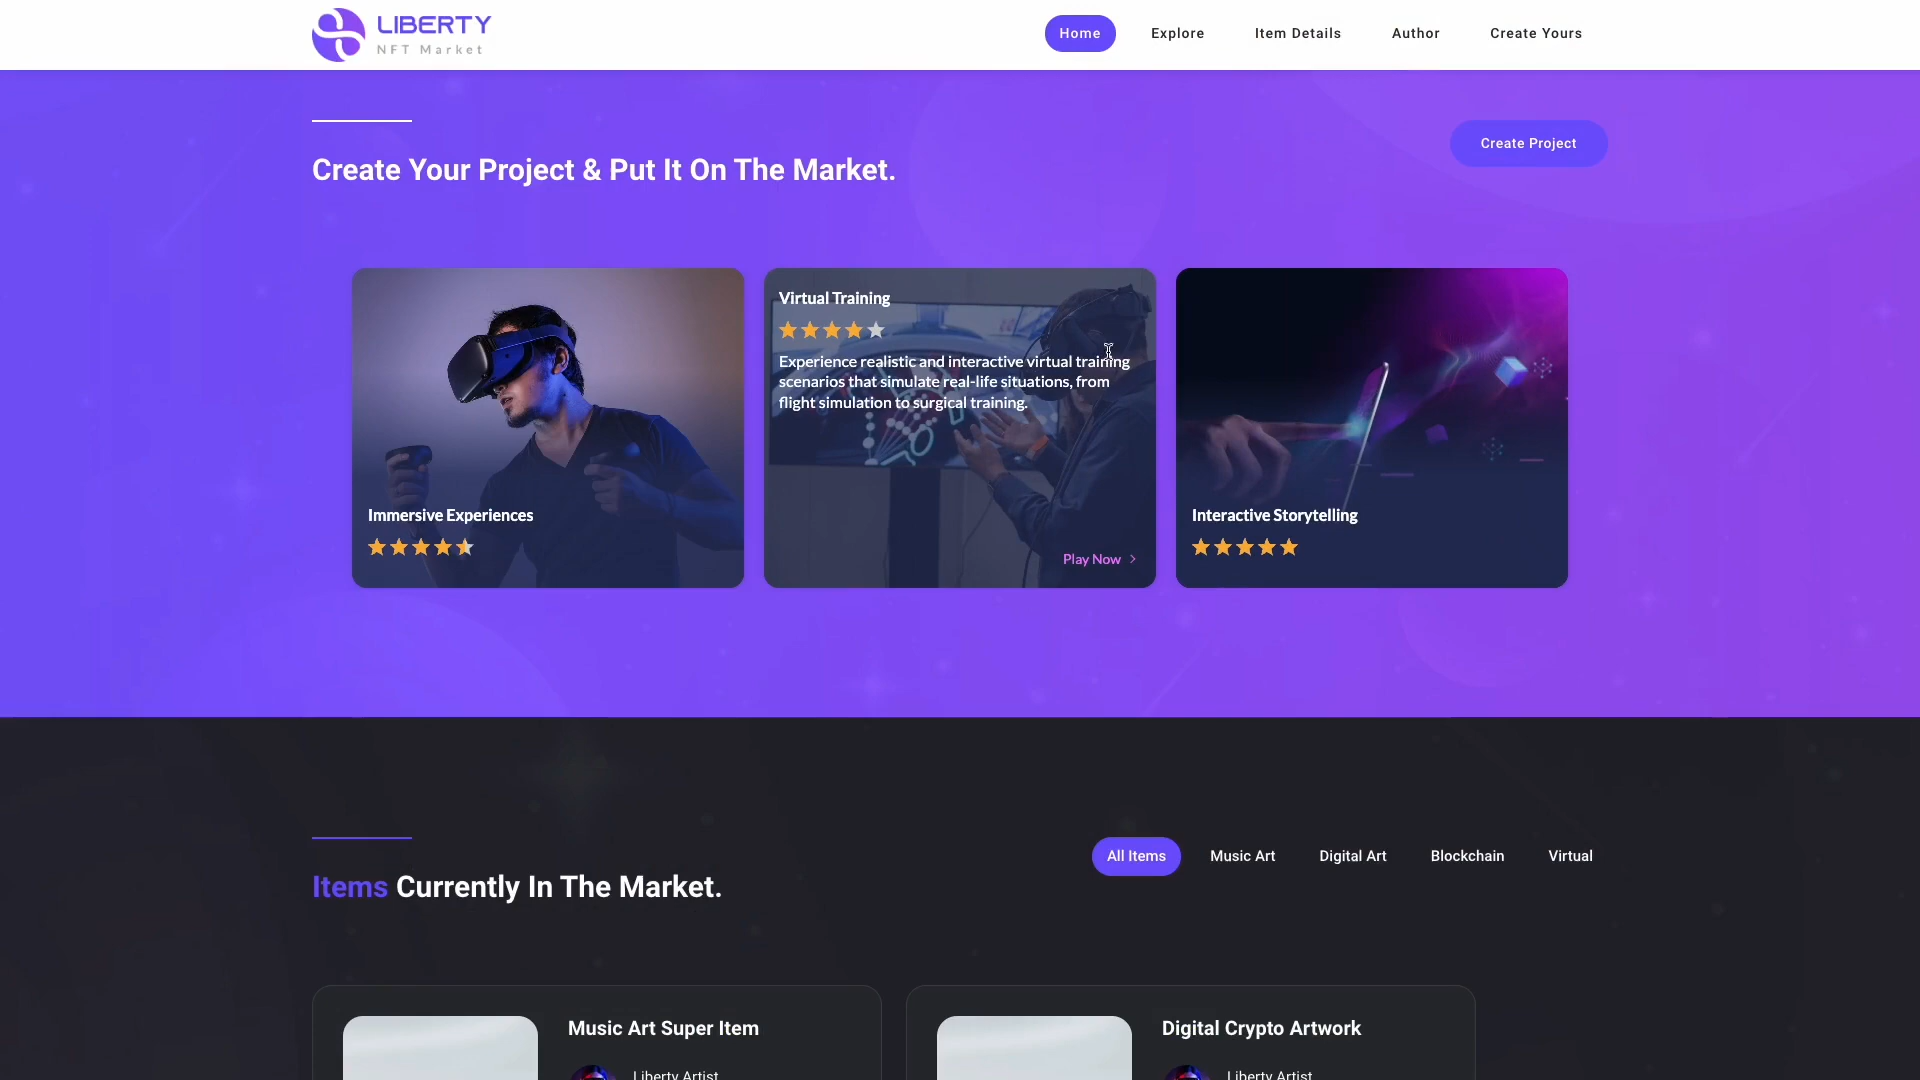 LIBERTY
NFT Market
Home
Explore
Item Details
Author
Create Yours
Create Your Project & Put It On The Market.
Create Project
Immersive Experiences
Virtual Training
Experience realistic and interactive virtual training
scenarios that simulate real-life situations, from
flight simulation to surgical training.
Play Now
Interactive Storytelling
Items Currently In The Market.
All Items
Music Art
Digital Art
Blockchain
Virtual
Music Art Super Item
Liberty Artist
Digital Crypto Artwork
Liberty Artist